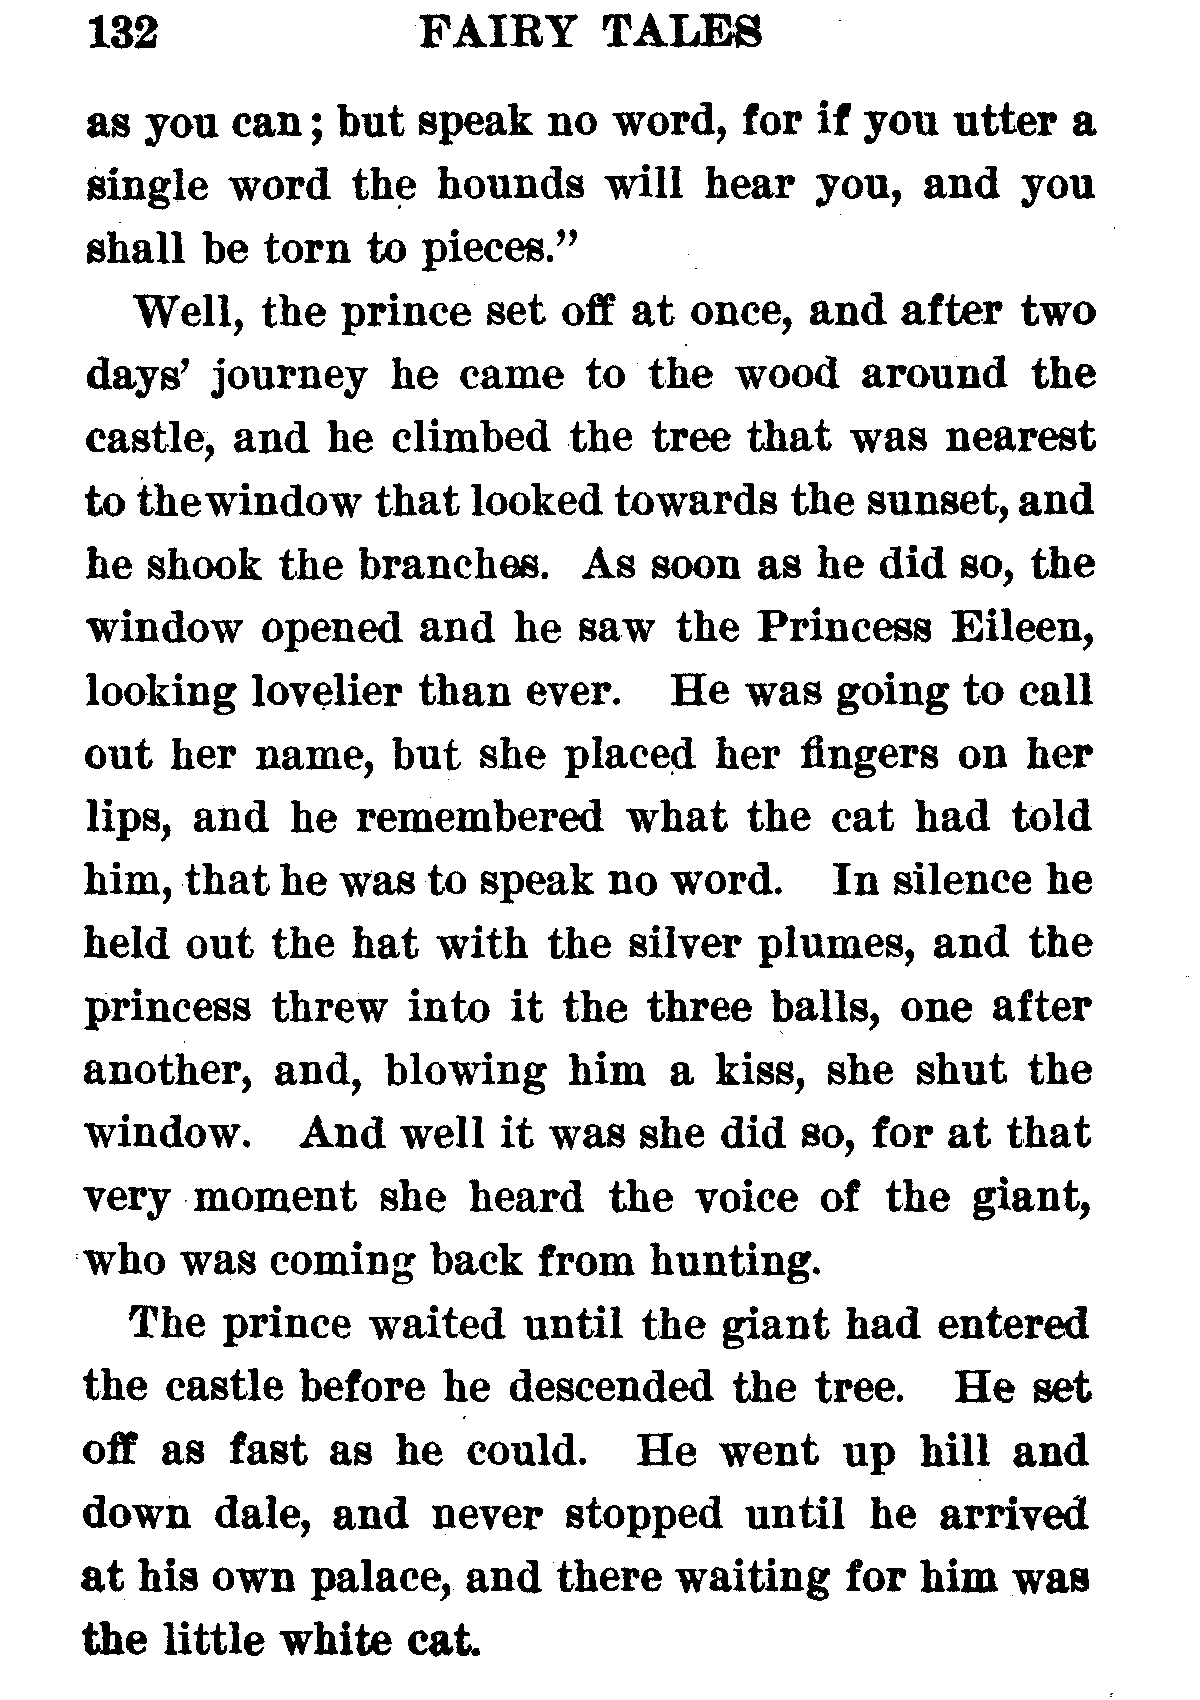 132 FAIRY TALES
as you can; but speak no word, for if you utter a
single word the hounds will hear you, and you
shall be torn to pieces.”
Well, the prince set off at once, and after two
days’ journey he came to the wood around the
castle, and he climbed the tree that was nearest
to the window that looked towards the sunset, and
he shook the branches. As soon as he did so, the
window opened and he saw the Princess Eileen,
looking lovelier than ever. He was going to call
out her name, but she placed her fingers on her
lips, and he remembered what the cat had told
him, that he was to speak no word. In silence he
held out the hat with the silver plumes, and the
princess threw into it the three balls, one after
another, and, blowing him a kiss, she shut the
window. And well it was she did so, for at that
very moment she heard the voice of the giant,
who was coming back from hunting.
The prince waited until the giant had entered
the castle before he descended the tree. He set
off as fast as he could. He went up hill and
down dale, and never stopped until he arrived
at his own palace, and there waiting for him was
the little white cat.